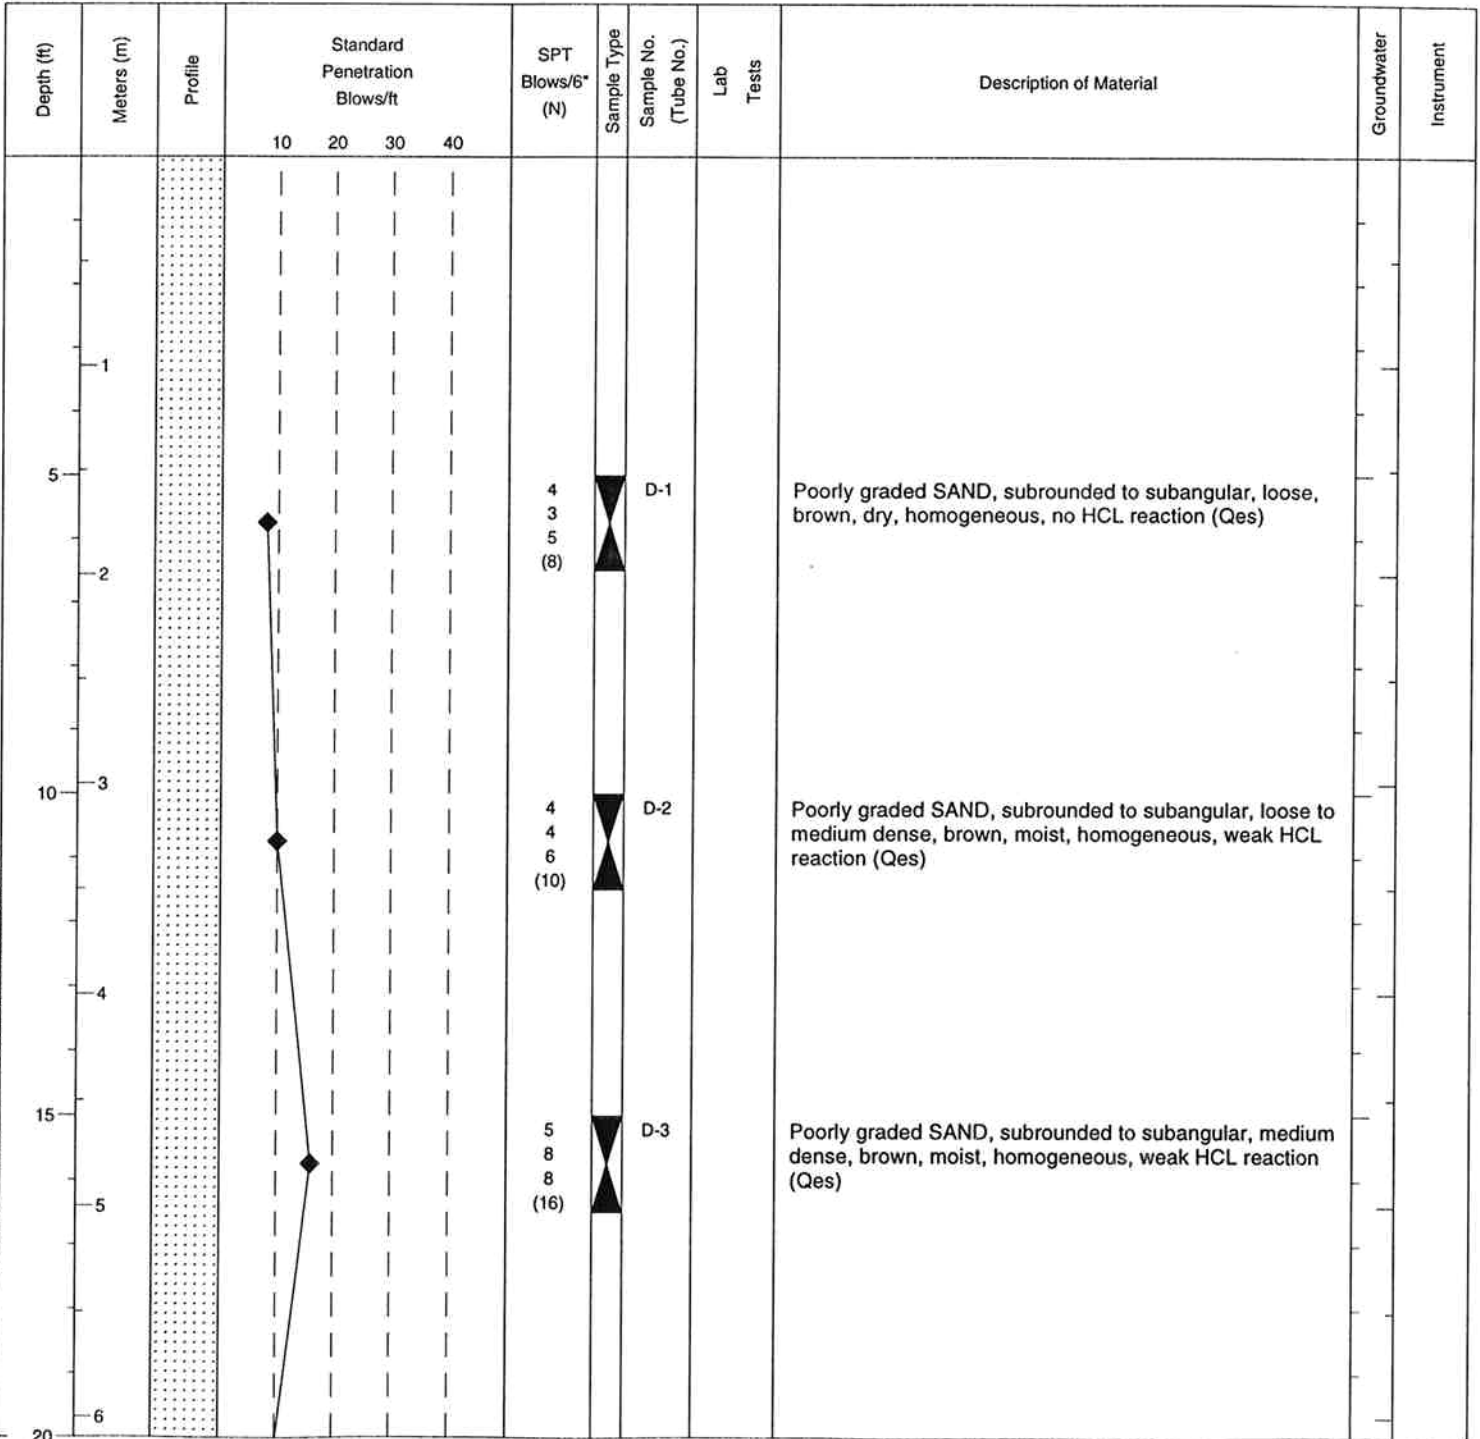 Depth (ft)
Meters (m)
Profile
Standard
Penetration
Blows/ft
10 20 30 40
SPT
Blows/6"
(N)
Sample Type
Sample No.
(Tube No.)
Lab
Tests
Description of Material
Groundwater
Instrument
1
5
4
3
5
(8)
D-1
Poorly graded SAND, subrounded to subangular, loose,
brown, dry, homogeneous, no HCL reaction (Qes)
2
3
10
4
4
6
(10)
D-2
Poorly graded SAND, subrounded to subangular, loose to
medium dense, brown, moist, homogeneous, weak HCL
reaction (Qes)
4
15
5
8
8
(16)
D-3
Poorly graded SAND, subrounded to subangular, medium
dense, brown, moist, homogeneous, weak HCL reaction
(Qes)
5
6
20